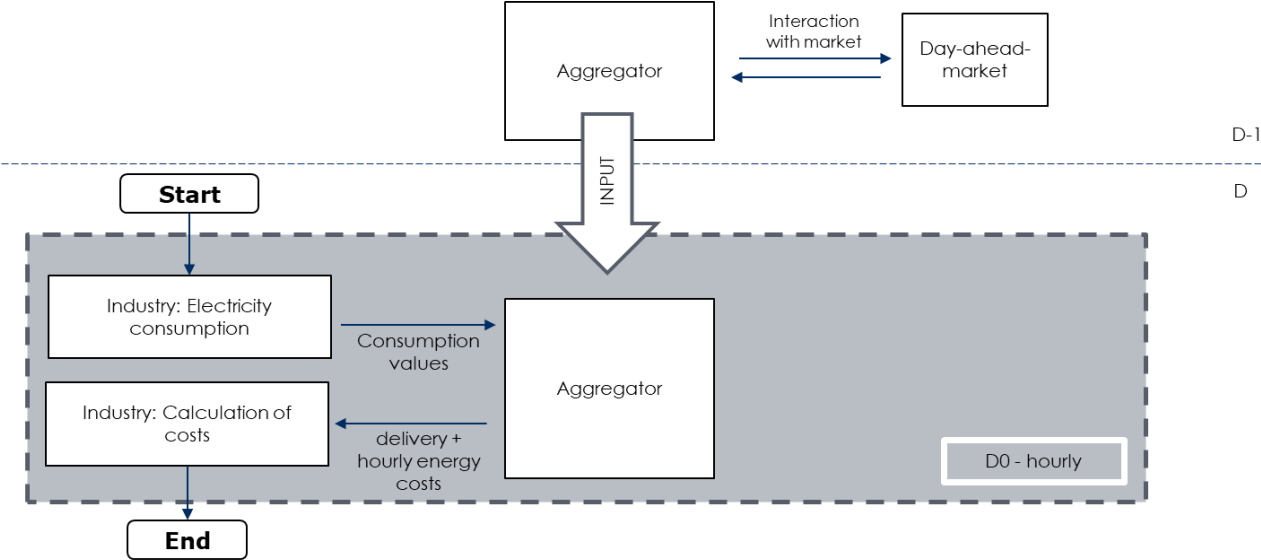 Interaction
with market
Aggregator
Day-ahead-
market
D-1
INPUT
Start
D
Industry: Electricity
consumption
Consumption
values
Aggregator
Industry: Calculation of
costs
delivery +
hourly energy
costs
D0 - hourly
End